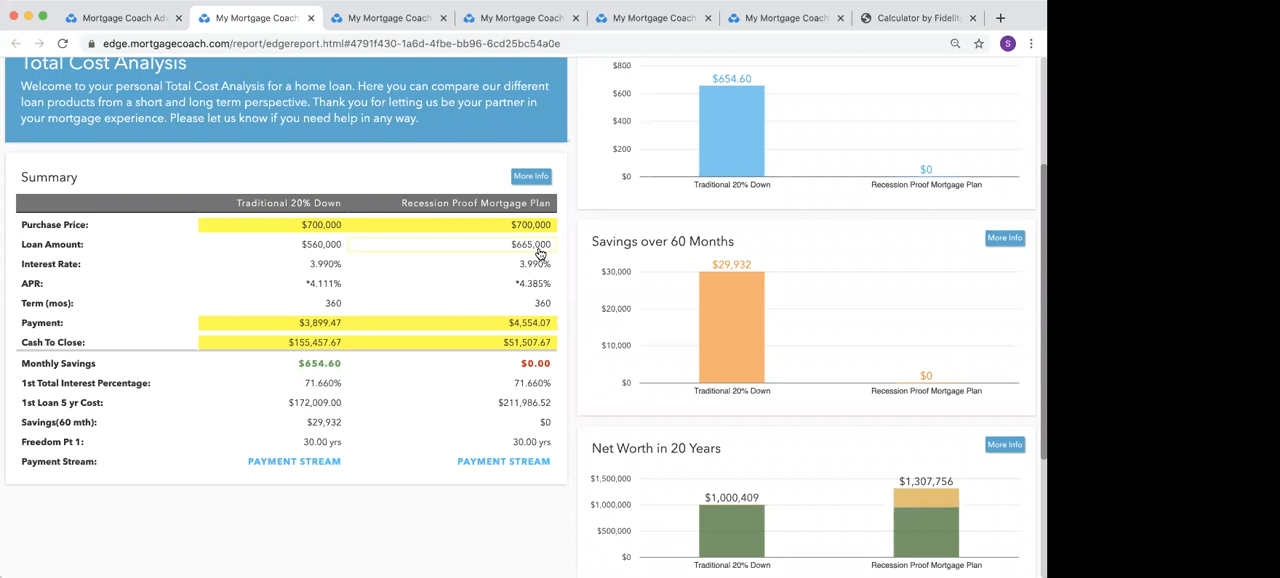 Mortgage Coach Adv
My Mortgage Coach
My Mortgage Coach
My Mortgage Coach
My Mortgage Coach
My Mortgage Coach
Calculator by Fidelit
edge.mortgagecoach.com/report/edgereport.html#4791f430-1a6d-4fbe-bb96-6cd25bc54a0e
S
Total Cost Analysis
Welcome to your personal Total Cost Analysis for a home loan. Here you can compare our different
loan products from a short and long term perspective. Thank you for letting us be your partner in
your mortgage experience. Please let us know if you need help in any way.
Summary
More Info
Traditional 20% Down Recession Proof Mortgage Plan
Purchase Price: $700,000 $700,000
Loan Amount: $560,000 $665,000
Interest Rate: 3.990% 3.990%
APR: *4.111% *4.385%
Term (mos): 360 360
Payment: $3,899.47 $4,554.07
Cash To Close: $155,457.67 $51,507.67
Monthly Savings $654.60 $0.00
1st Total Interest Percentage: 71.660% 71.660%
1st Loan 5 yr Cost: $172,009.00 $211,986.52
Savings(60 mth): $29,932 $0
Freedom Pt 1: 30.00 yrs 30.00 yrs
Payment Stream: PAYMENT STREAM PAYMENT STREAM
$800
$654.60
$600
$400
$200
$0
$0
Traditional 20% Down Recession Proof Mortgage Plan
Savings over 60 Months
More Info
$29,932
$30,000
$20,000
$10,000
$0
$0
Traditional 20% Down Recession Proof Mortgage Plan
Net Worth in 20 Years
More Info
$1,500,000
$1,307,756
$1,000,409
$1,000,000
$500,000
$0
Traditional 20% Down Recession Proof Mortgage Plan